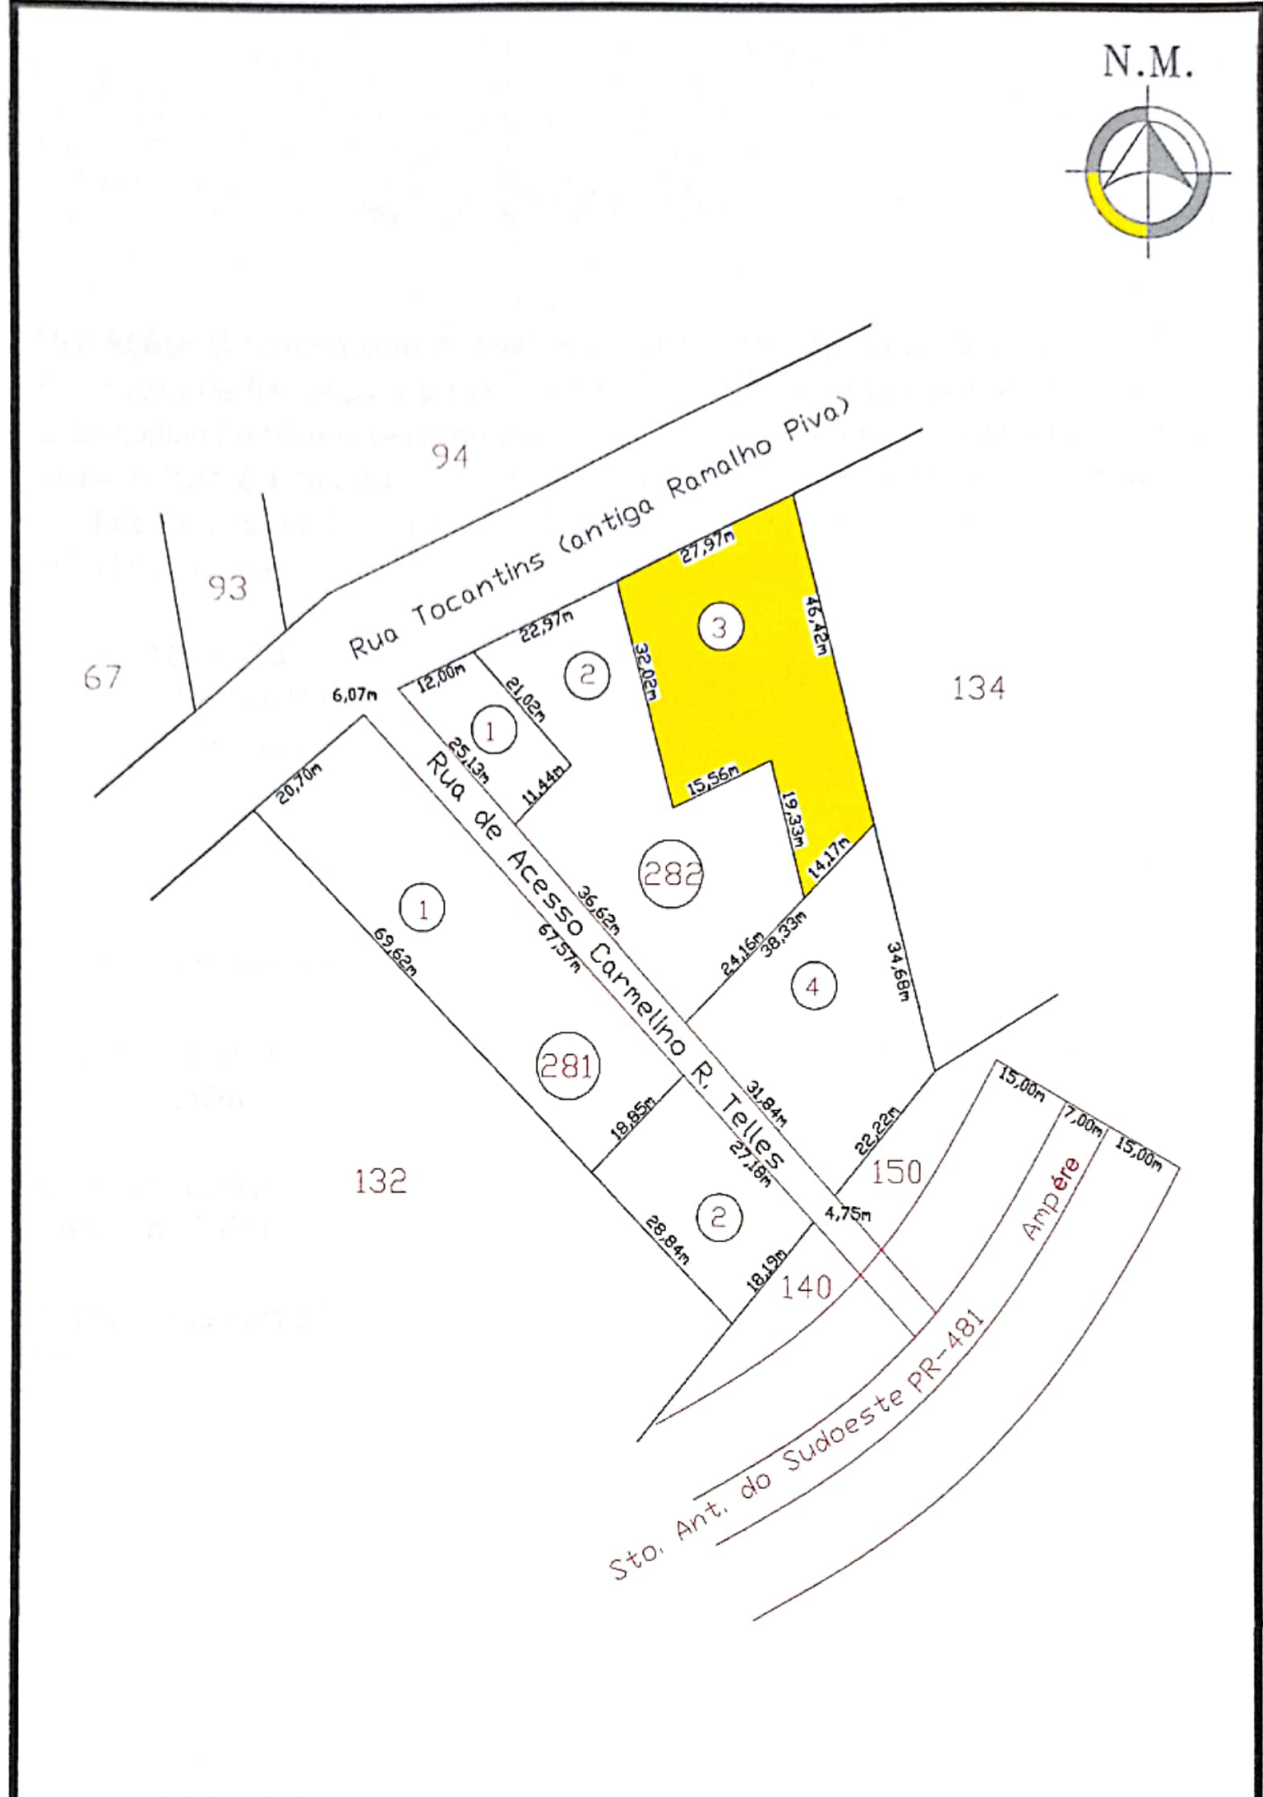 N.M.
94
Rua Tocantins (antiga Ramalho Piva)
93
67
27,97m
22,97m
12,00m
6,07m
20,70m
3
46,42m
32,02m
2
21,02m
1
25,13m
11,44m
134
15,56m
19,33m
14,17m
282
Rua de Acesso Carmelino R. Telles
36,62m
67,57m
24,16m
38,33m
1
69,62m
4
34,68m
281
18,85m
31,84m
27,18m
22,22m
15,00m
7,00m
15,00m
132
150
2
4,75m
28,84m
18,19m
140
Ampére
Sto. Ant. do Sudoeste PR-481